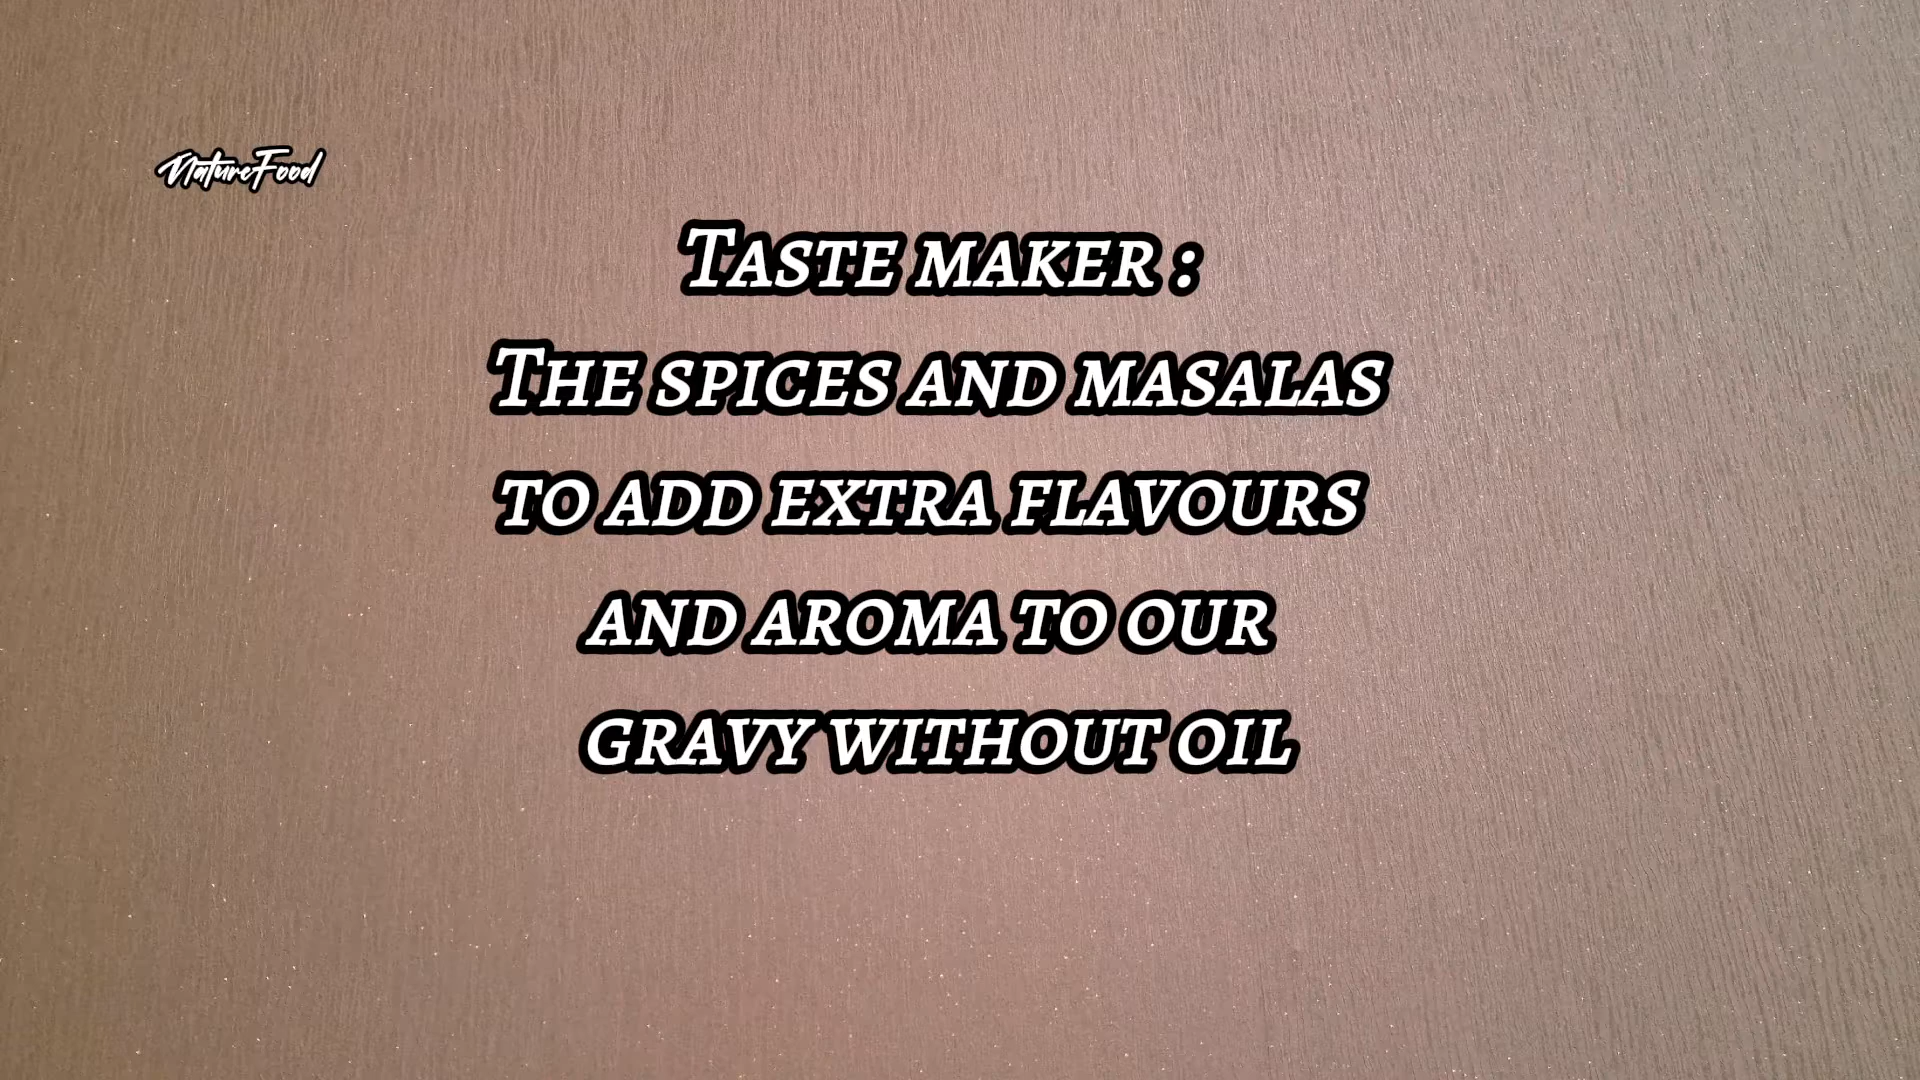 NatureFood
Taste maker :
The spices and masalas
to add extra flavours
and aroma to our
gravy without oil